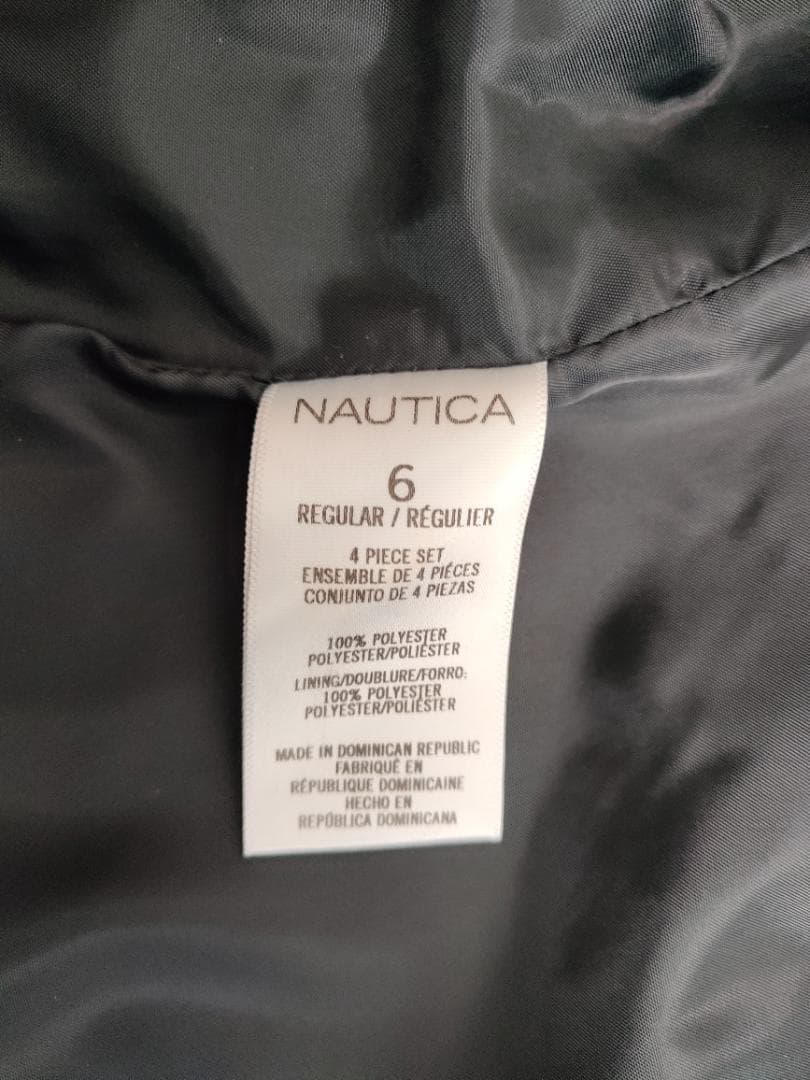 NAUTICA
6
REGULAR / RÉGULIER
4 PIECE SET
ENSEMBLE DE 4 PIÉCES
CONJUNTO DE 4 PIEZAS
100% POLYESTER
POLYESTER/POLIÉSTER
LINING/DOUBLURE/FORRO:
100% POLYESTER
POLYESTER/POLIÉSTER
MADE IN DOMINICAN REPUBLIC
FABRIQUÉ EN
RÉPUBLIQUE DOMINICAINE
HECHO EN
REPÚBLICA DOMINICANA